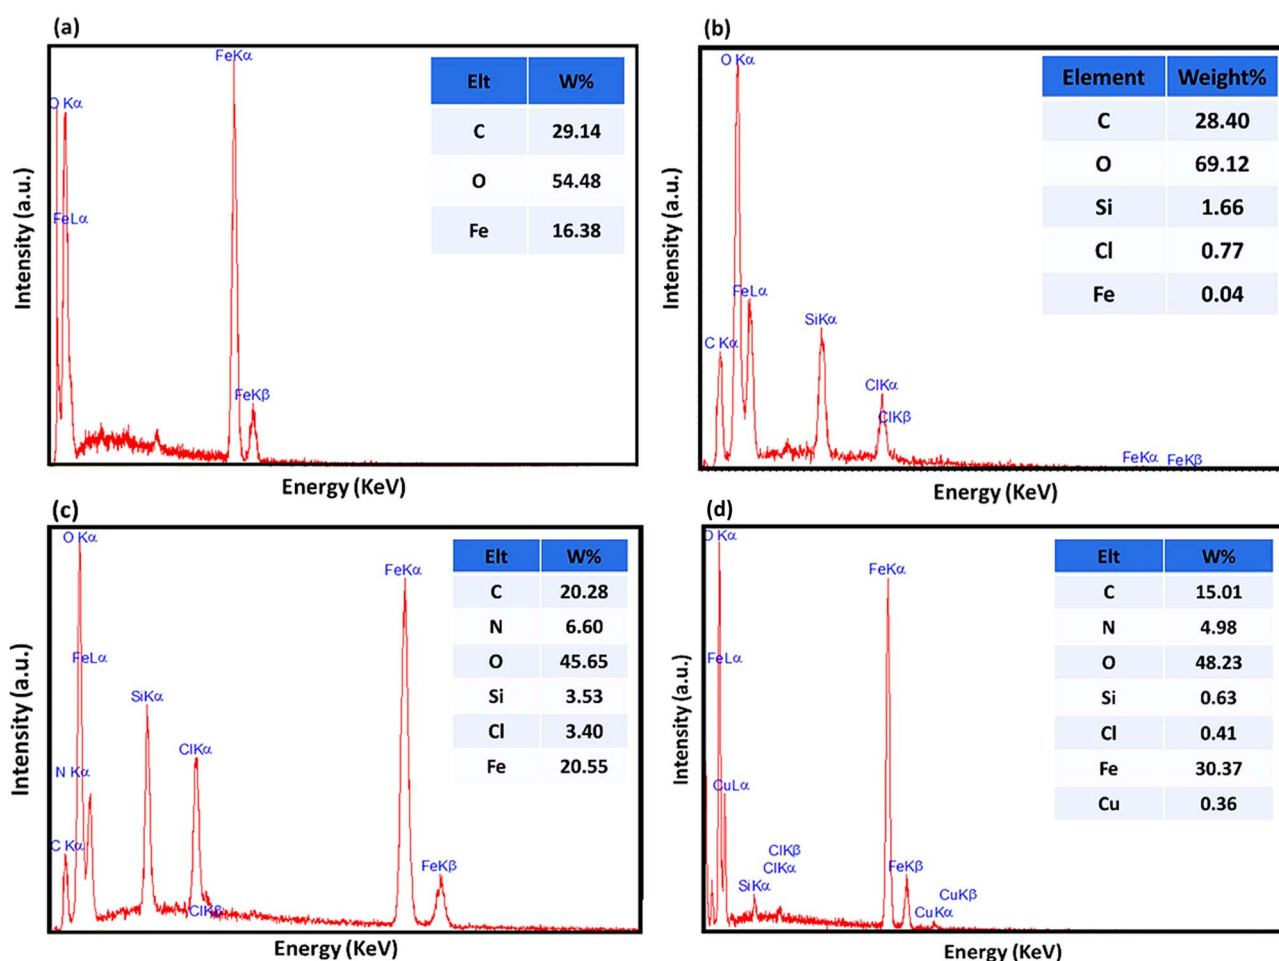 (a)
FeKα
O Kα
FeLα
FeKβ
Elt W%
C 29.14
O 54.48
Fe 16.38
Intensity (a.u.)
Energy (KeV)
(b)
O Kα
FeLα
C Kα
SiKα
ClKα
ClKβ
FeKα
FeKβ
Element Weight%
C 28.40
O 69.12
Si 1.66
Cl 0.77
Fe 0.04
Intensity (a.u.)
Energy (KeV)
(c)
O Kα
FeKα
FeLα
SiKα
ClKα
N Kα
C Kα
FeKβ
ClKβ
Elt W%
C 20.28
N 6.60
O 45.65
Si 3.53
Cl 3.40
Fe 20.55
Intensity (a.u.)
Energy (KeV)
(d)
O Kα
FeKα
FeLα
CuLα
ClKβ
ClKα
SiKα
FeKβ
CuKβ
CuKα
Elt W%
C 15.01
N 4.98
O 48.23
Si 0.63
Cl 0.41
Fe 30.37
Cu 0.36
Intensity (a.u.)
Energy (KeV)